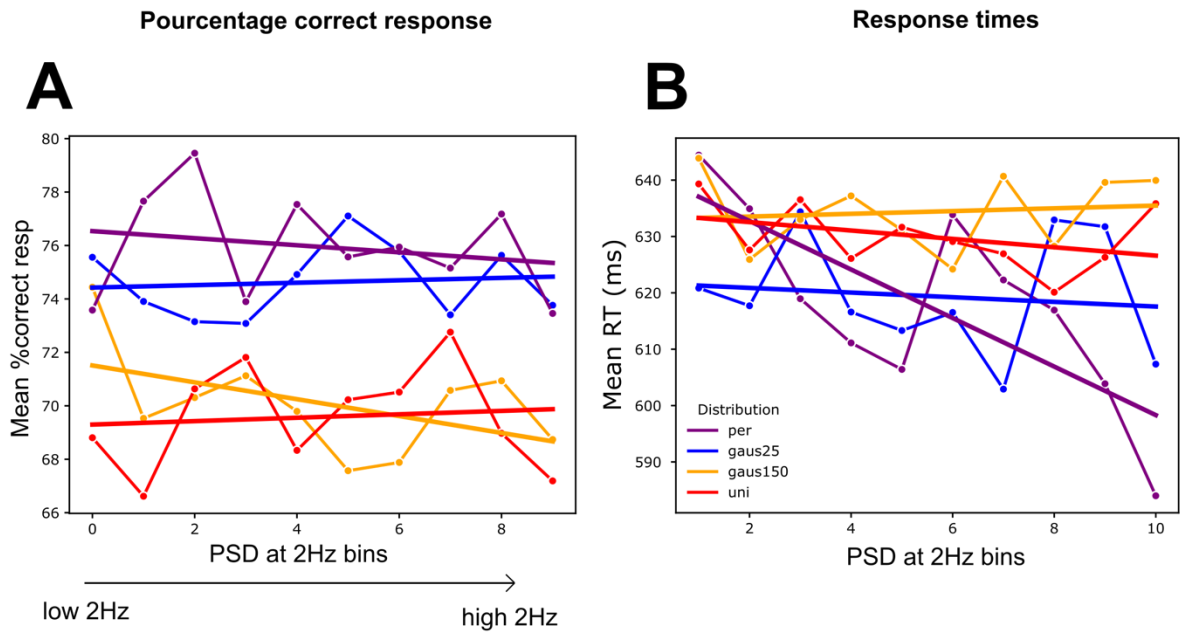 Pourcentage correct response
Response times
A
B
Mean %correct resp
80
78
76
74
72
70
68
66
0
2
4
6
8
PSD at 2Hz bins
low 2Hz
high 2Hz
Mean RT (ms)
640
630
620
610
600
590
Distribution
per
gaus25
gaus150
uni
2
4
6
8
10
PSD at 2Hz bins